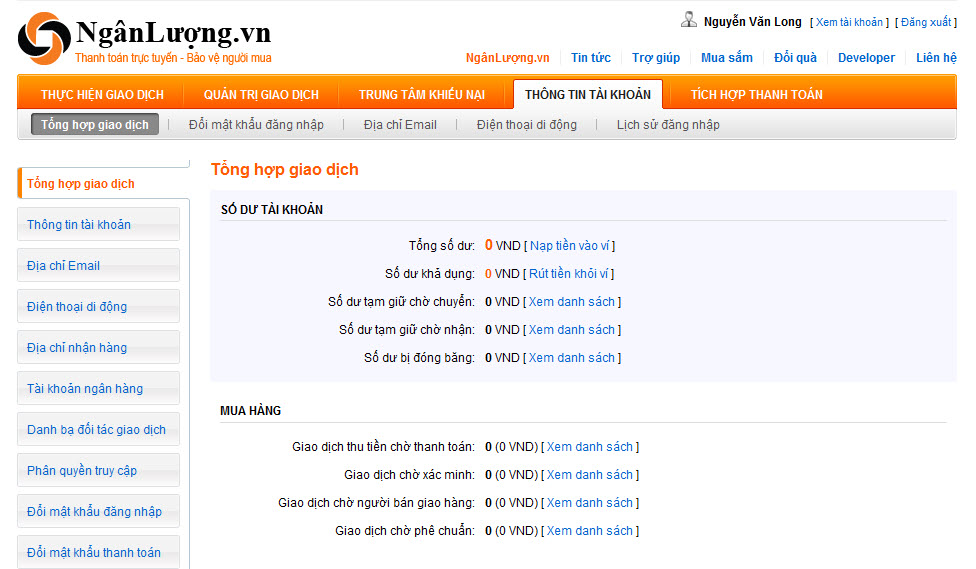 NgânLượng.vn
Thanh toán trực tuyến - Bảo vệ người mua
Nguyễn Văn Long [ Xem tài khoản ] [ Đăng xuất ]
NgânLượng.vn Tin tức Trợ giúp Mua sắm Đổi quà Developer Liên hệ
THỰC HIỆN GIAO DỊCH QUẢN TRỊ GIAO DỊCH TRUNG TÂM KHIẾU NẠI THÔNG TIN TÀI KHOẢN TÍCH HỢP THANH TOÁN
Tổng hợp giao dịch Đổi mật khẩu đăng nhập Địa chỉ Email Điện thoại di động Lịch sử đăng nhập
Tổng hợp giao dịch
Thông tin tài khoản
Địa chỉ Email
Điện thoại di động
Địa chỉ nhận hàng
Tài khoản ngân hàng
Danh bạ đối tác giao dịch
Phân quyền truy cập
Đổi mật khẩu đăng nhập
Đổi mật khẩu thanh toán
Tổng hợp giao dịch
SỐ DƯ TÀI KHOẢN
Tổng số dư: 0 VND [ Nạp tiền vào ví ]
Số dư khả dụng: 0 VND [ Rút tiền khỏi ví ]
Số dư tạm giữ chờ chuyển: 0 VND [ Xem danh sách ]
Số dư tạm giữ chờ nhận: 0 VND [ Xem danh sách ]
Số dư bị đóng băng: 0 VND [ Xem danh sách ]
MUA HÀNG
Giao dịch thu tiền chờ thanh toán: 0 (0 VND) [ Xem danh sách ]
Giao dịch chờ xác minh: 0 (0 VND) [ Xem danh sách ]
Giao dịch chờ người bán giao hàng: 0 (0 VND) [ Xem danh sách ]
Giao dịch chờ phê chuẩn: 0 (0 VND) [ Xem danh sách ]